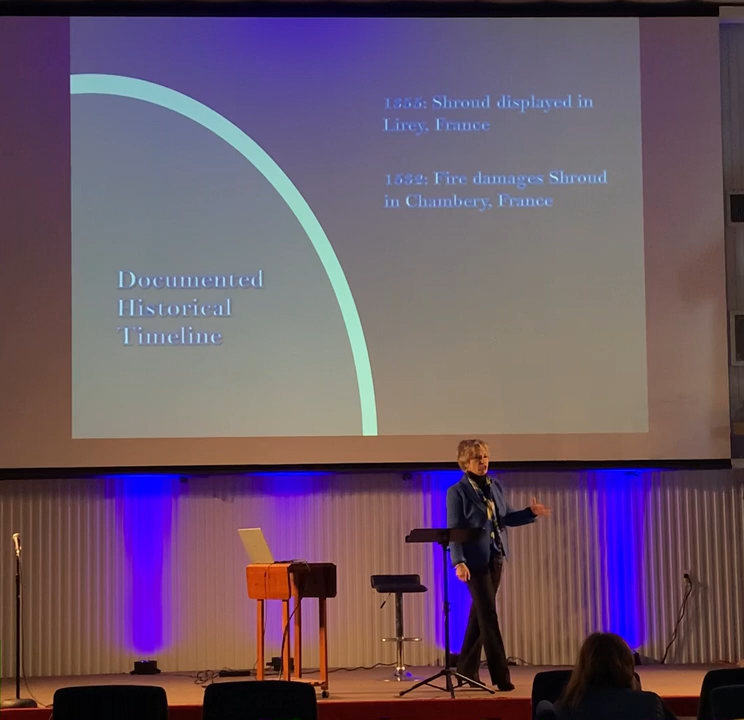 1355: Shroud displayed in
Lirey, France
1532: Fire damages Shroud
in Chambery, France
Documented
Historical
Timeline